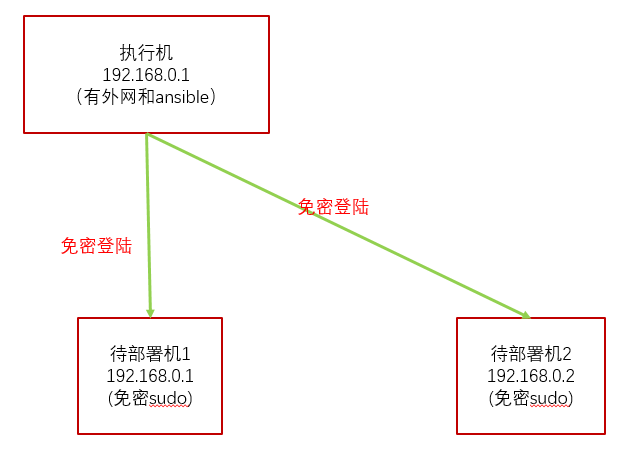 执行机
192.168.0.1
（有外网和ansible）
免密登陆
免密登陆
待部署机1
192.168.0.1
(免密sudo)
待部署机2
192.168.0.2
(免密sudo)